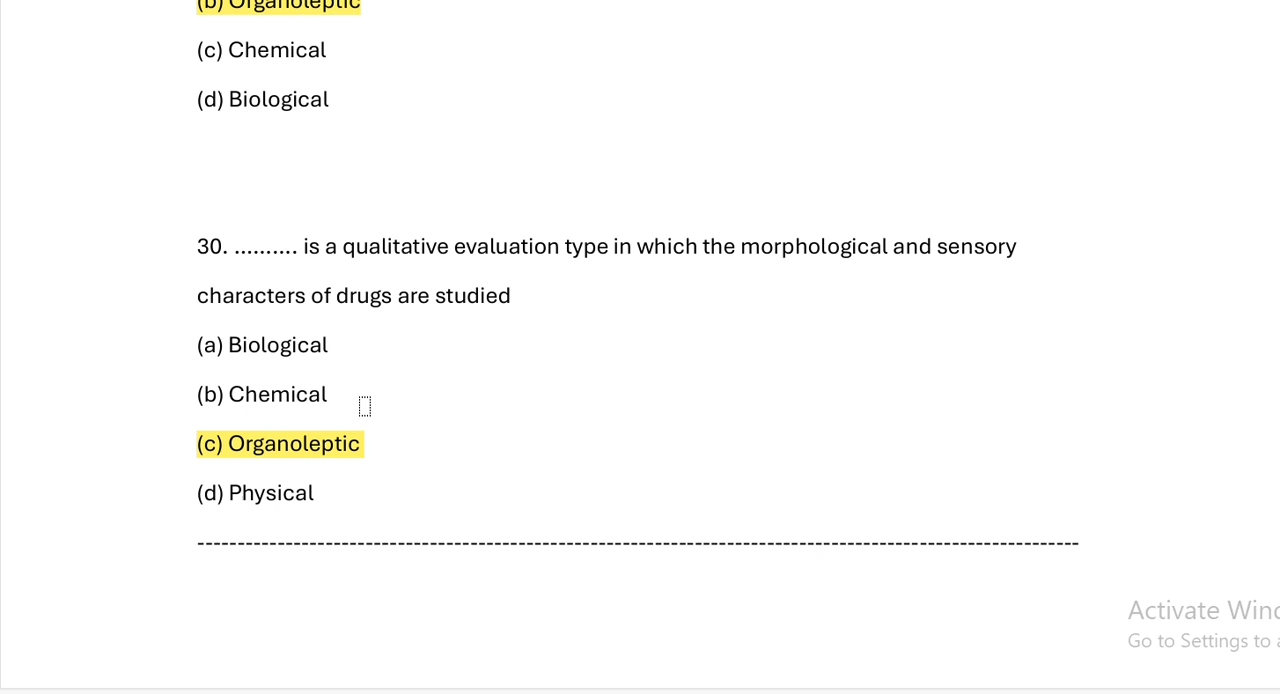 (b) Organoleptic
(c) Chemical
(d) Biological
30. .......... is a qualitative evaluation type in which the morphological and sensory
characters of drugs are studied
(a) Biological
(b) Chemical
(c) Organoleptic
(d) Physical
--------------------------------------------------------------------------------------------------------------
Activate Wind
Go to Settings to a